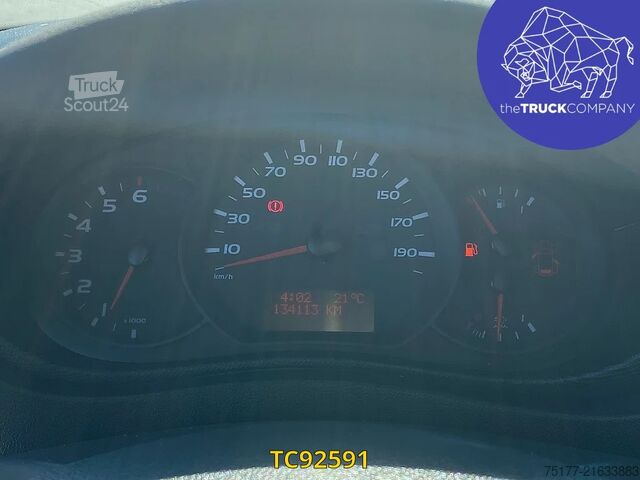 theTRUCKCOMPANY
Truck
Scout24
70 90 110 130
50 150
30 170
10 190
km/h
6
5
4
3
2
1
x1000
4:02 21°C
134113 KM
TC92591
75177-21633883